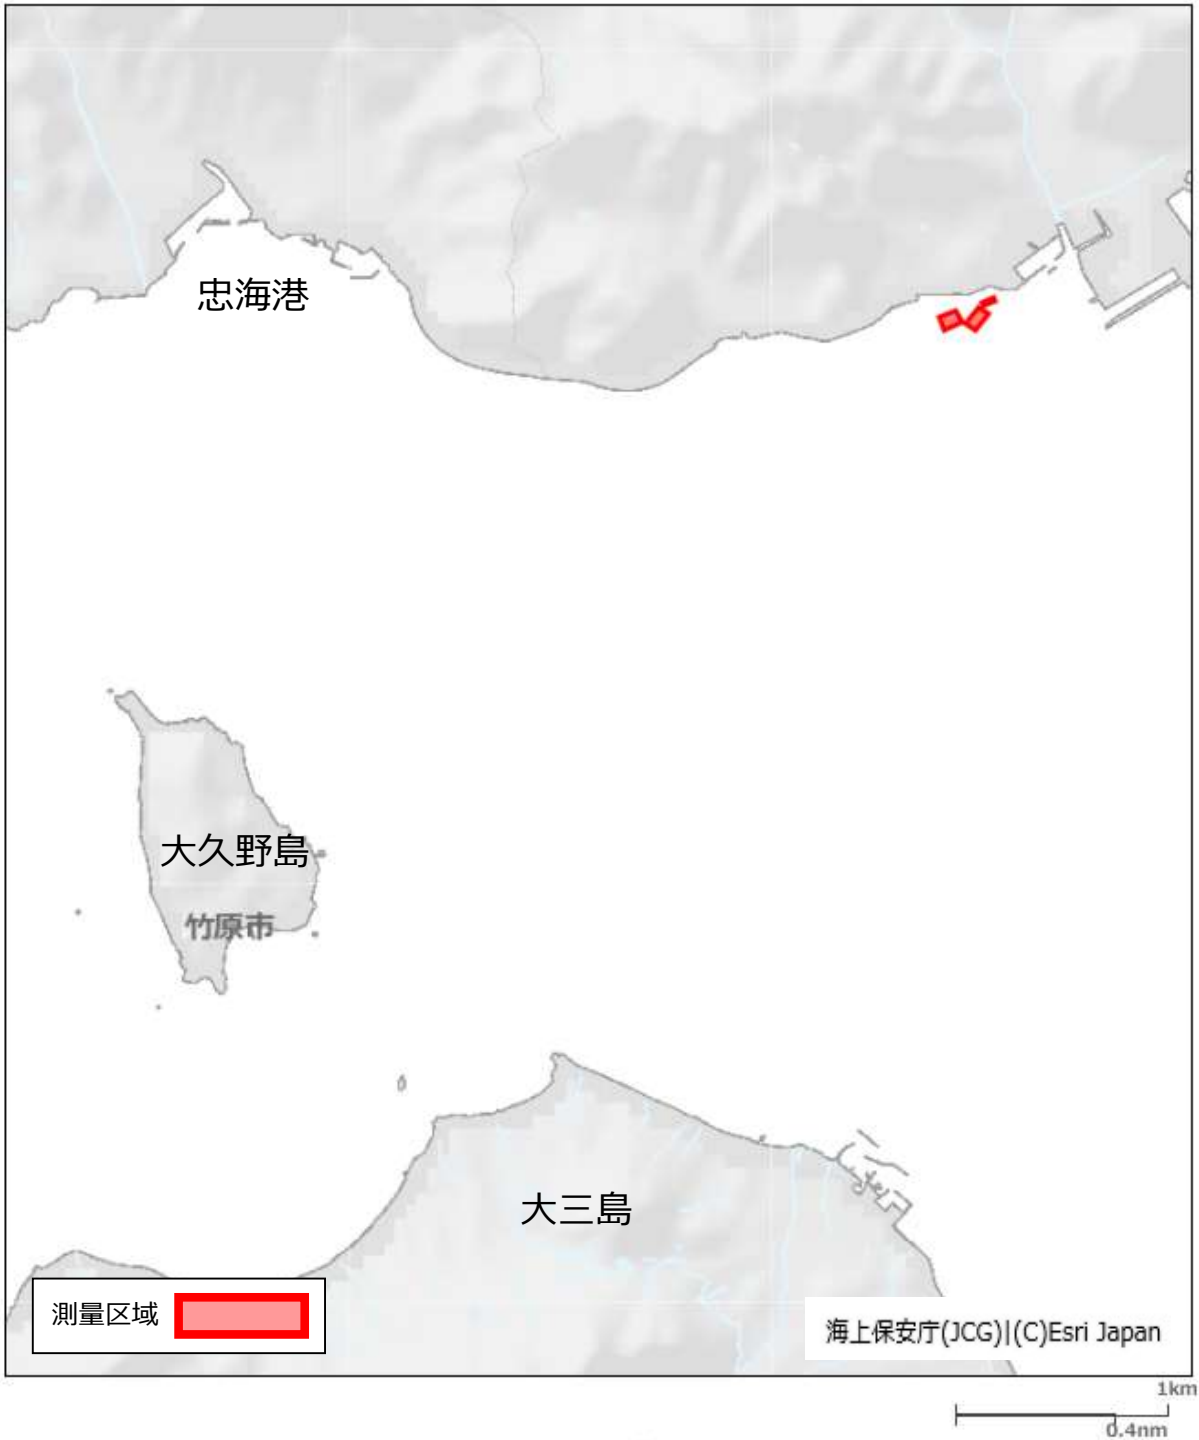 忠海港
大久野島
竹原市
大三島
測量区域
海上保安庁(JCG)|(C)Esri Japan
1km
0.4nm